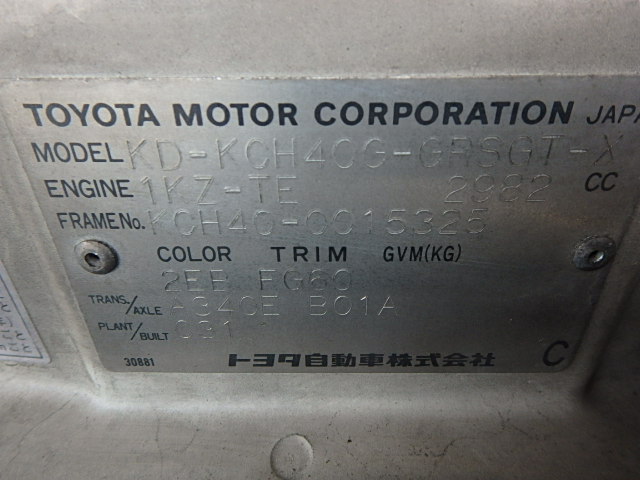 TOYOTA MOTOR CORPORATION JAPA
MODEL KD-KCH40G-GRSGT-X
ENGINE 1KZ-TE 2982 CC
FRAME No. KCH40-0015325
COLOR TRIM GVM(KG)
2EB FG60
TRANS./AXLE A340E B01A
PLANT/BUILT C31
30881 トヨタ自動車株式会社 C